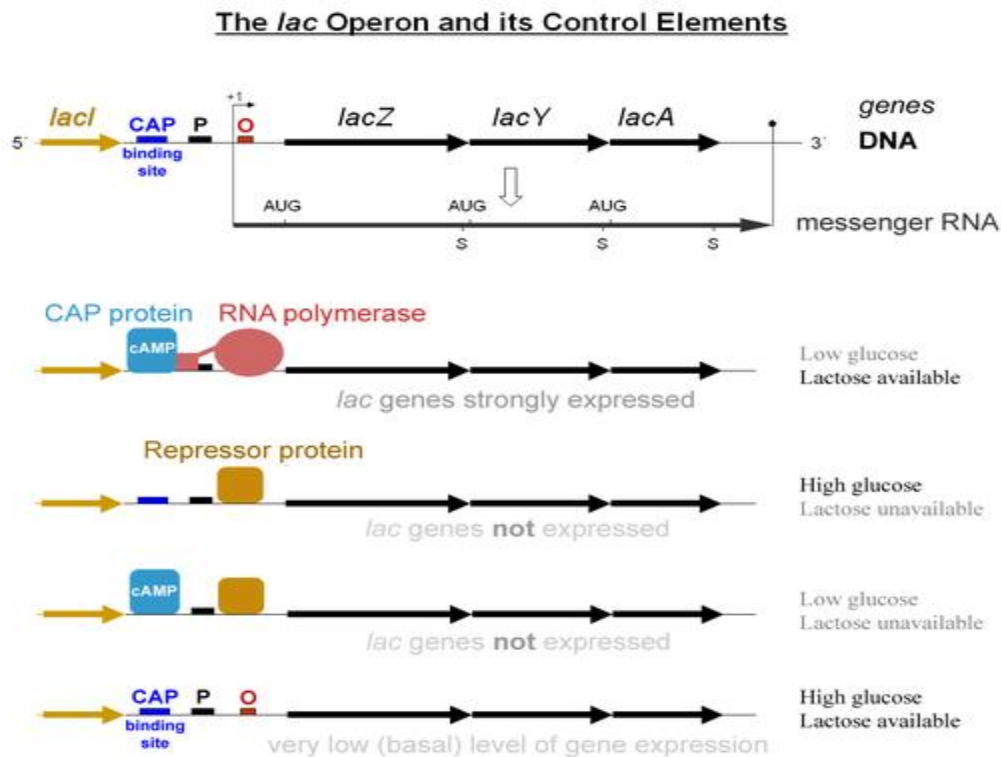 The lac Operon and its Control Elements
+1
lacI CAP P O lacZ lacY lacA genes
5´ 3´ DNA
binding
site
AUG AUG AUG
messenger RNA
S S S
CAP protein RNA polymerase
cAMP
Low glucose
Lactose available
lac genes strongly expressed
Repressor protein
High glucose
Lactose unavailable
lac genes not expressed
cAMP
Low glucose
Lactose unavailable
lac genes not expressed
CAP P O
High glucose
Lactose available
binding
site
very low (basal) level of gene expression